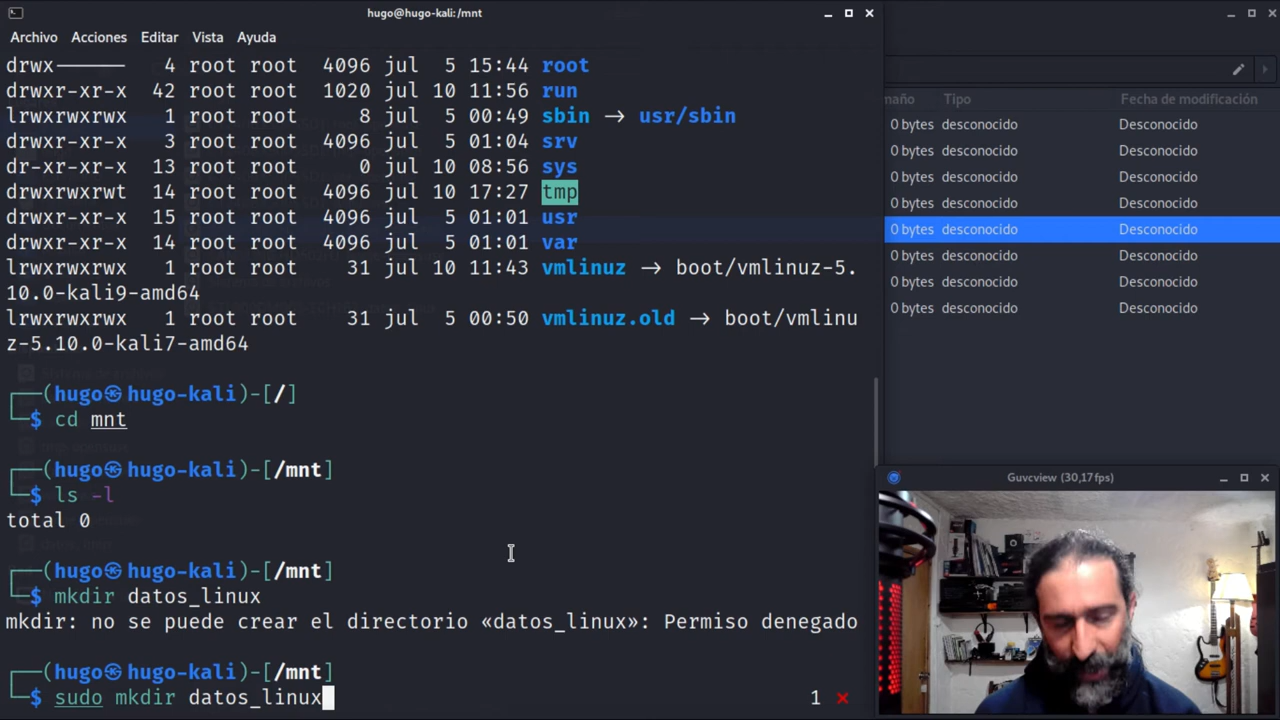 hugo@hugo-kali: /mnt
Archivo Acciones Editar Vista Ayuda
drwx------ 4 root root 4096 jul 5 15:44 root
drwxr-xr-x 42 root root 1020 jul 10 11:56 run
lrwxrwxrwx 1 root root 8 jul 5 00:49 sbin -> usr/sbin
drwxr-xr-x 3 root root 4096 jul 5 01:04 srv
dr-xr-xr-x 13 root root 0 jul 10 08:56 sys
drwxrwxrwt 14 root root 4096 jul 10 17:27 tmp
drwxr-xr-x 15 root root 4096 jul 5 01:01 usr
drwxr-xr-x 14 root root 4096 jul 5 01:01 var
lrwxrwxrwx 1 root root 31 jul 10 11:43 vmlinuz -> boot/vmlinuz-5.
10.0-kali9-amd64
lrwxrwxrwx 1 root root 31 jul 5 00:50 vmlinuz.old -> boot/vmlinu
z-5.10.0-kali7-amd64
┌──(hugo㉿hugo-kali)-[/]
└─$ cd mnt
┌──(hugo㉿hugo-kali)-[/mnt]
└─$ ls -l
total 0
┌──(hugo㉿hugo-kali)-[/mnt]
└─$ mkdir datos_linux
mkdir: no se puede crear el directorio «datos_linux»: Permiso denegado
┌──(hugo㉿hugo-kali)-[/mnt]
└─$ sudo mkdir datos_linux 1 ✗
maño Tipo Fecha de modificación
0 bytes desconocido Desconocido
0 bytes desconocido Desconocido
0 bytes desconocido Desconocido
0 bytes desconocido Desconocido
0 bytes desconocido Desconocido
0 bytes desconocido Desconocido
0 bytes desconocido Desconocido
0 bytes desconocido Desconocido
Guvcview (30,17 fps)